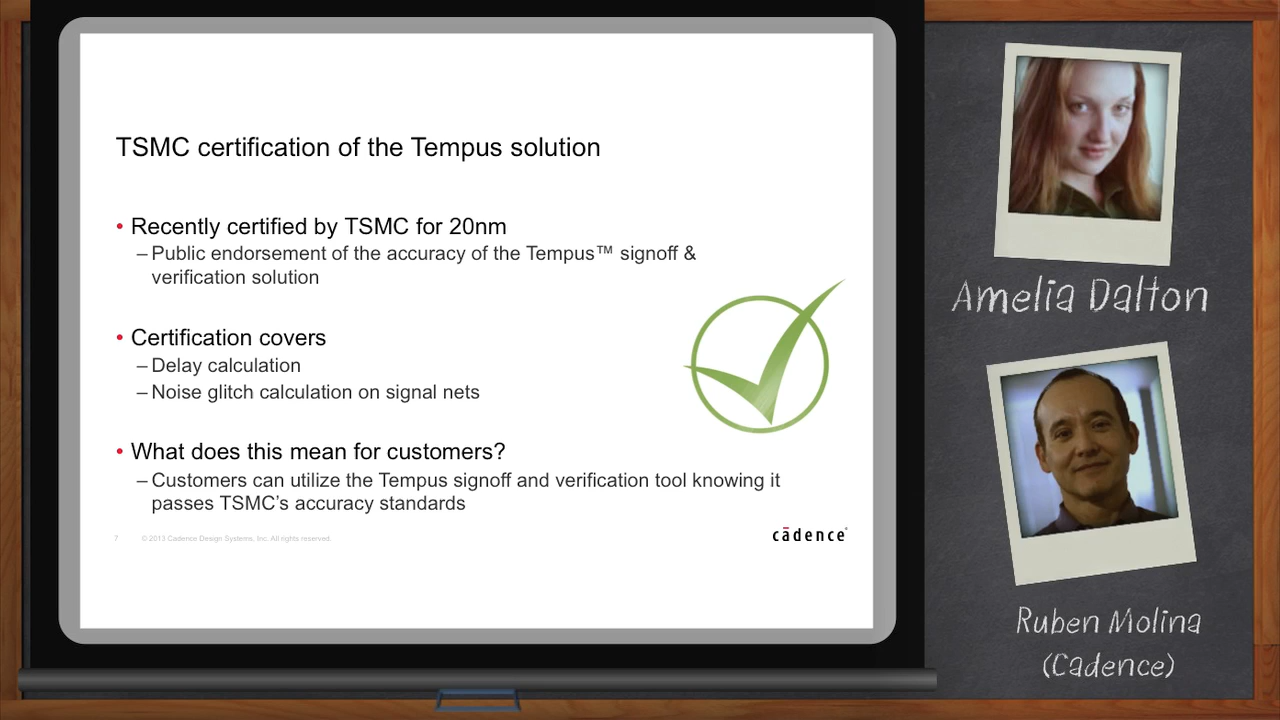 TSMC certification of the Tempus solution
• Recently certified by TSMC for 20nm
– Public endorsement of the accuracy of the Tempus™ signoff &
verification solution
• Certification covers
– Delay calculation
– Noise glitch calculation on signal nets
• What does this mean for customers?
– Customers can utilize the Tempus signoff and verification tool knowing it
passes TSMC’s accuracy standards
7 © 2013 Cadence Design Systems, Inc. All rights reserved.
cādence®
Amelia Dalton
Ruben Molina
(Cadence)